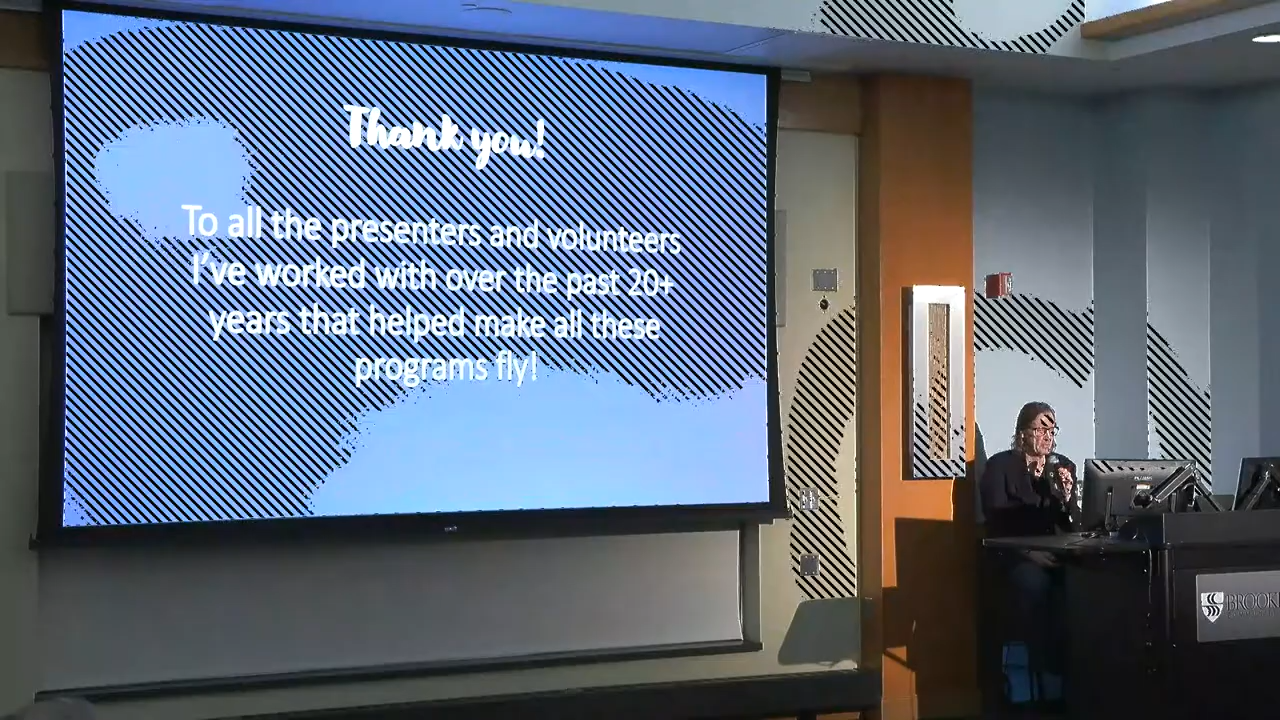 Thank you!
To all the presenters and volunteers
I've worked with over the past 20+
years that helped make all these
programs fly!